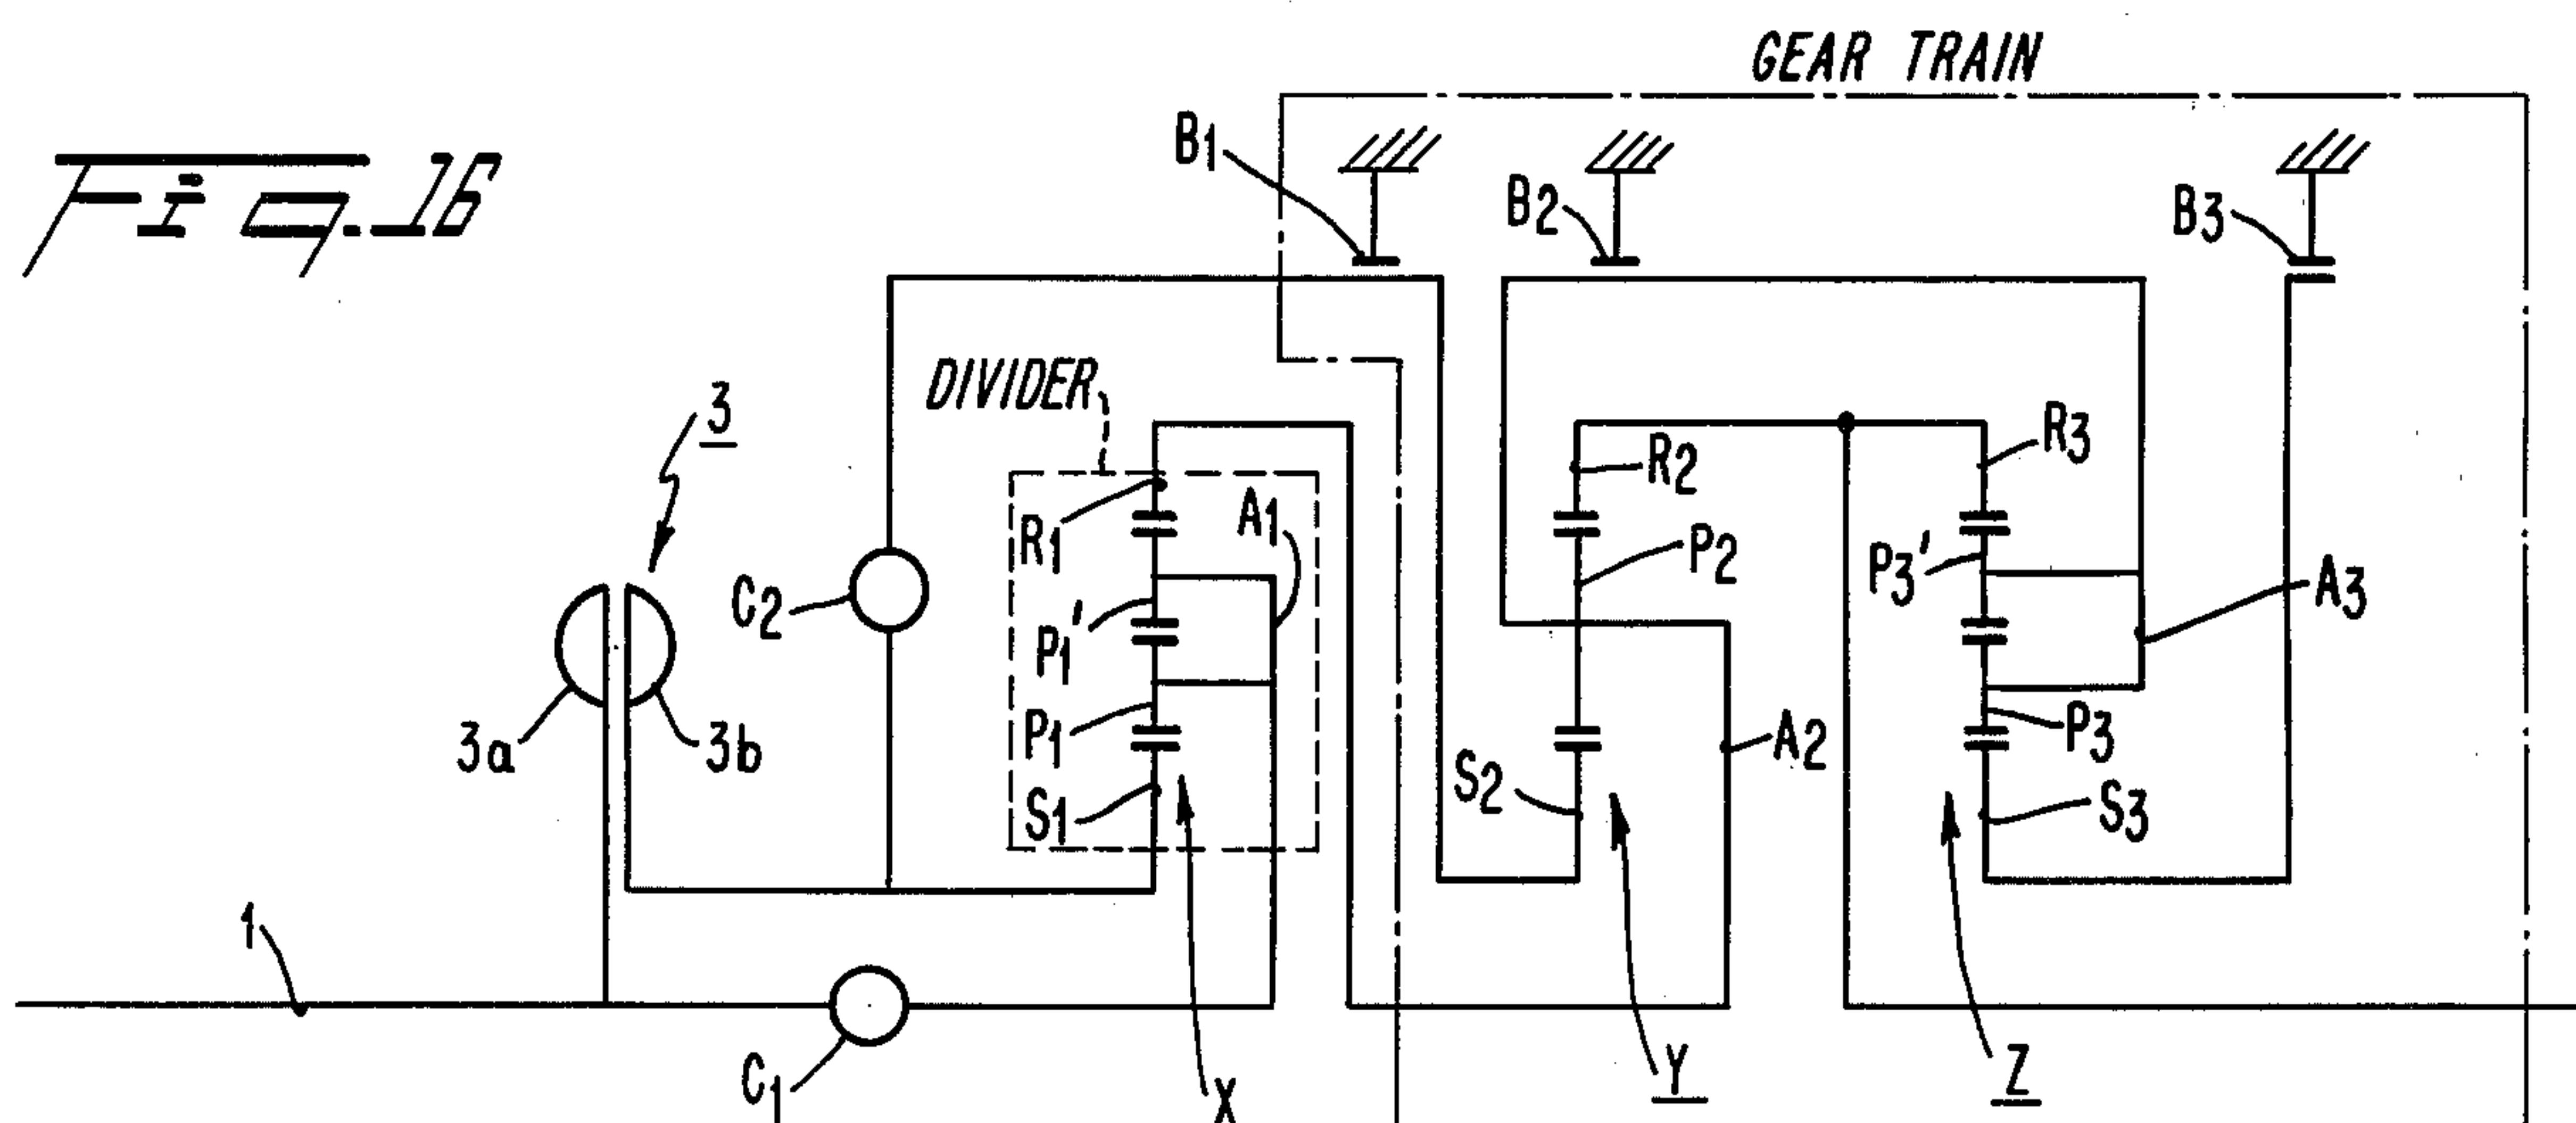 GEAR TRAIN
Fig. 16
B1
B2
B3
DIVIDER
3
R1
A1
R2
R3
P2
P3'
A3
C2
P1'
3a
3b
P1
S1
S2
A2
P3
S3
1
C1
X
Y
Z